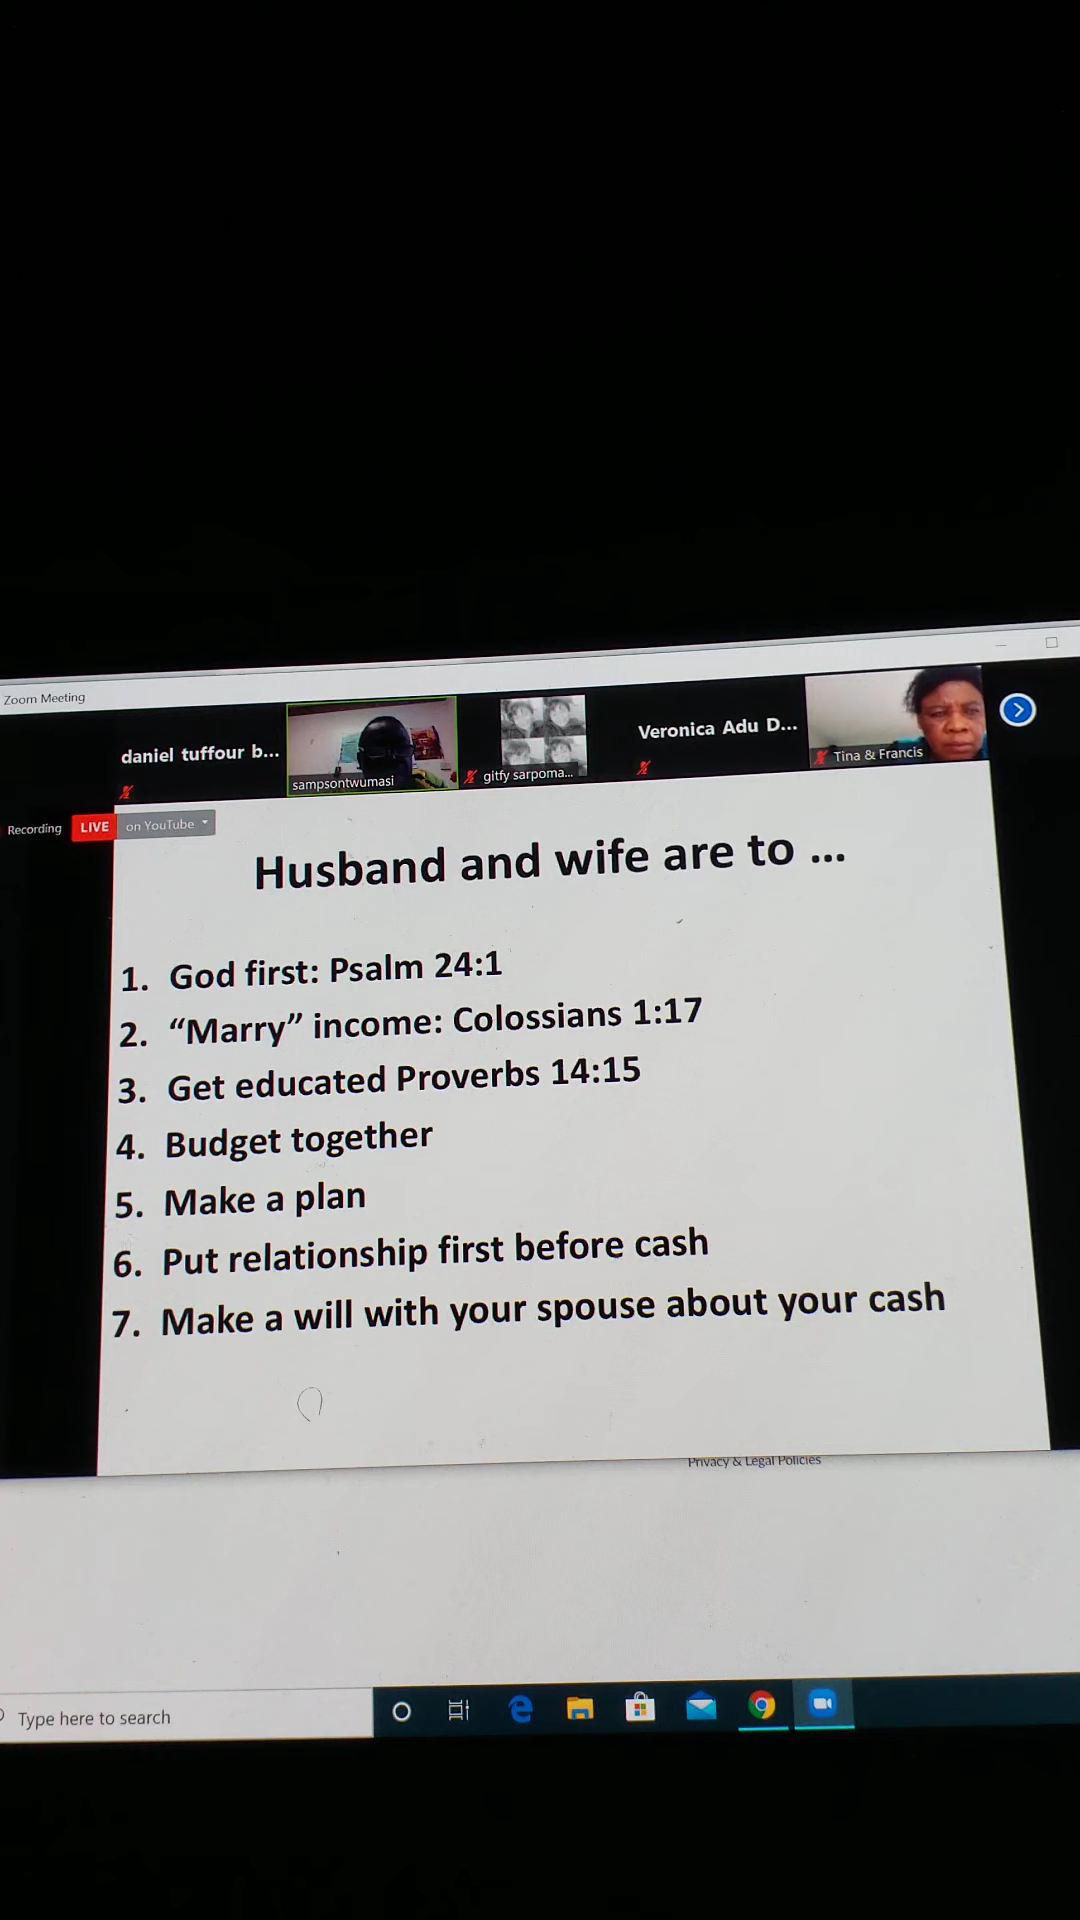 Zoom Meeting
daniel tuffour b...
sampsontwumasi
gitfy sarpoma...
Veronica Adu D...
Tina & Francis
Recording
LIVE
on YouTube
Husband and wife are to ...
1. God first: Psalm 24:1
2. “Marry” income: Colossians 1:17
3. Get educated Proverbs 14:15
4. Budget together
5. Make a plan
6. Put relationship first before cash
7. Make a will with your spouse about your cash
Privacy & Legal Policies
Type here to search